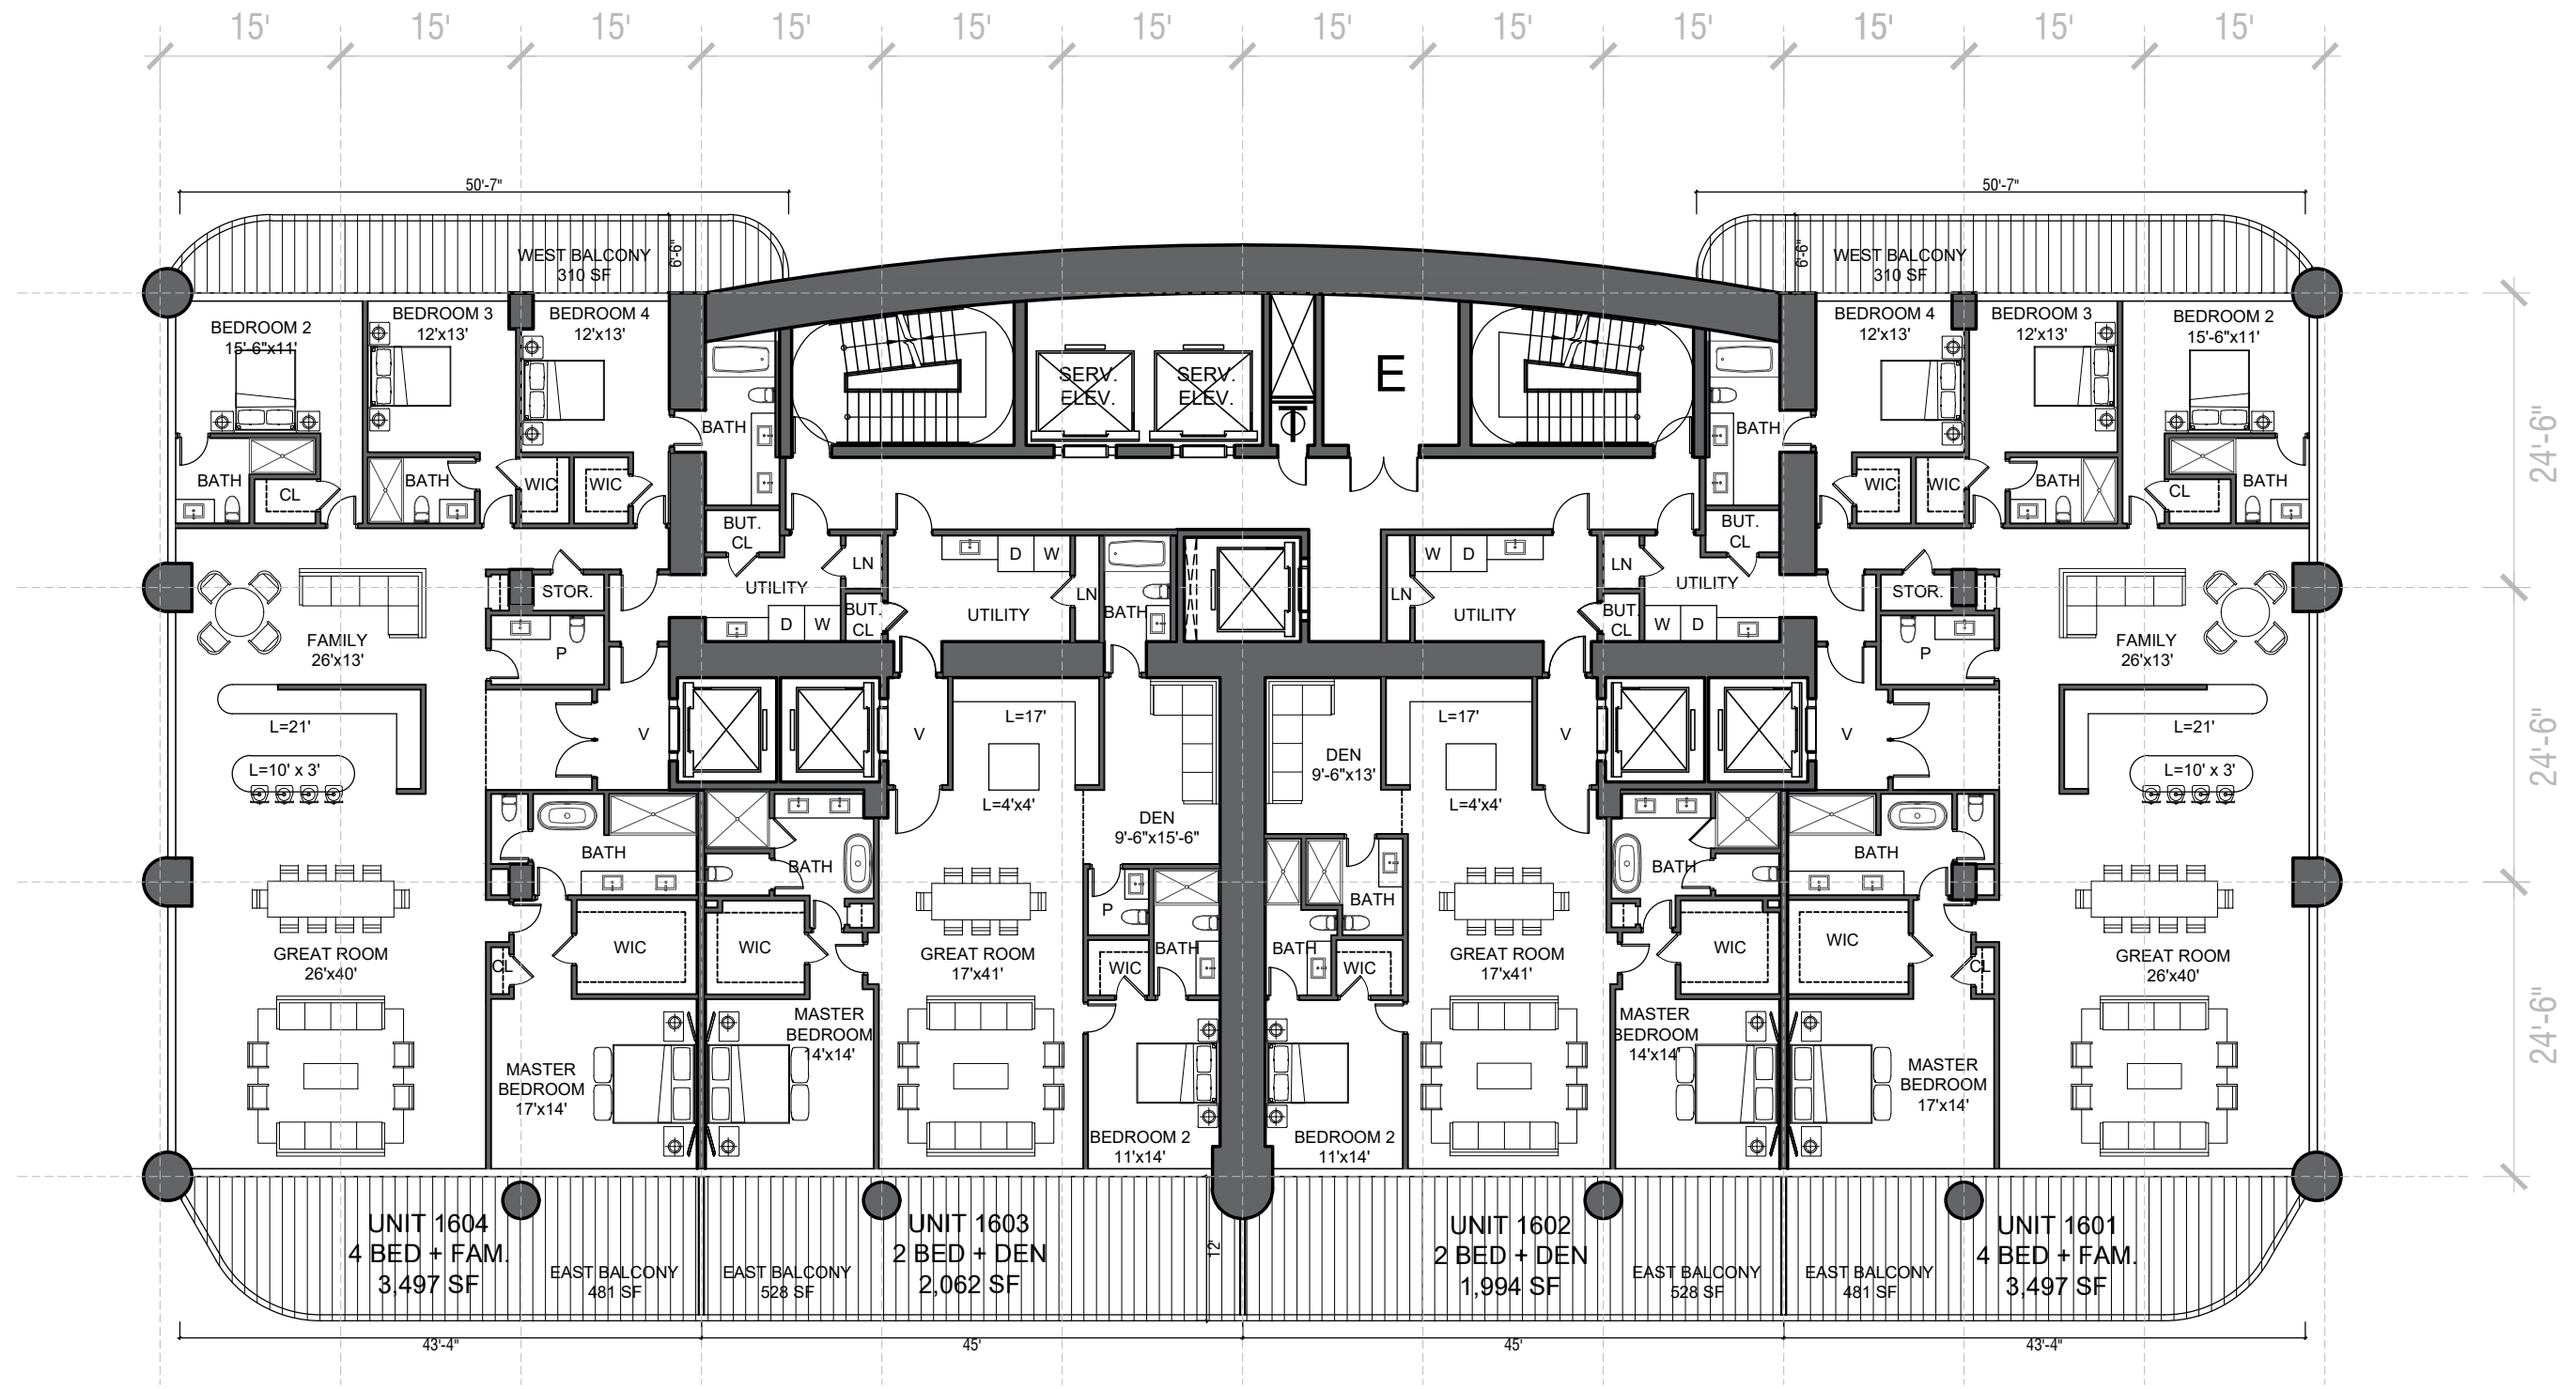 15' 15' 15' 15' 15' 15' 15' 15' 15' 15' 15' 15'
50'-7" 50'-7"
WEST BALCONY
310 SF
6'-6"
6'-6"
WEST BALCONY
310 SF
BEDROOM 2
15'-6"x11'
BEDROOM 3
12'x13'
BEDROOM 4
12'x13'
BEDROOM 4
12'x13'
BEDROOM 3
12'x13'
BEDROOM 2
15'-6"x11'
SERV.
ELEV.
SERV.
ELEV.
E
T
BATH
BATH
24'-6"
BATH
CL
BATH
WIC
WIC
WIC
WIC
BATH
CL
BATH
BUT.
CL
BUT.
CL
D W
W D
LN
LN
UTILITY
UTILITY
STOR.
STOR.
LN
LN
BUT.
CL
BATH
BUT.
CL
UTILITY
UTILITY
D W
W D
FAMILY
26'x13'
P
P
FAMILY
26'x13'
L=21'
V
V
L=17'
L=17'
V
V
L=21'
24'-6"
DEN
9'-6"x13'
L=10' x 3'
L=10' x 3'
L=4'x4'
L=4'x4'
DEN
9'-6"x15'-6"
BATH
BATH
BATH
BATH
P
BATH
WIC
WIC
BATH
BATH
WIC
WIC
GREAT ROOM
26'x40'
GREAT ROOM
17'x41'
GREAT ROOM
17'x41'
GREAT ROOM
26'x40'
CL
WIC
WIC
CL
24'-6"
MASTER
BEDROOM
14'x14'
MASTER
BEDROOM
14'x14'
MASTER
BEDROOM
17'x14'
MASTER
BEDROOM
17'x14'
BEDROOM 2
11'x14'
BEDROOM 2
11'x14'
UNIT 1604
4 BED + FAM.
3,497 SF
EAST BALCONY
481 SF
EAST BALCONY
528 SF
UNIT 1603
2 BED + DEN
2,062 SF
12'
UNIT 1602
2 BED + DEN
1,994 SF
EAST BALCONY
528 SF
EAST BALCONY
481 SF
UNIT 1601
4 BED + FAM.
3,497 SF
43'-4" 45' 45' 43'-4"